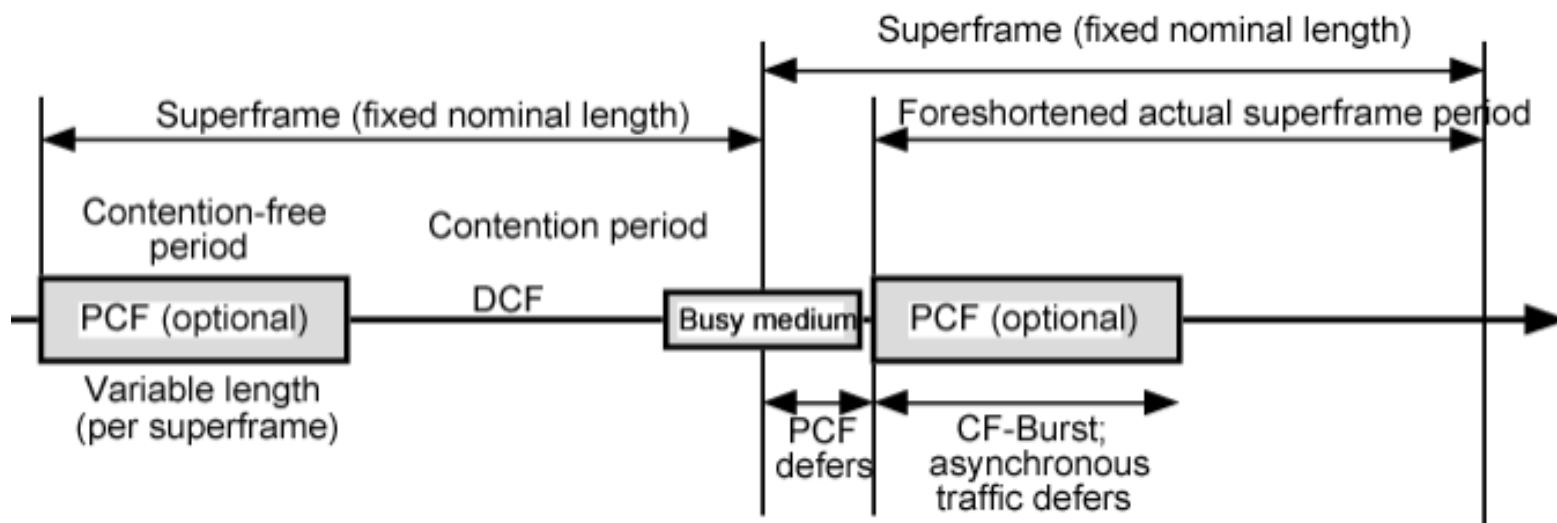 Superframe (fixed nominal length)
Superframe (fixed nominal length)
Foreshortened actual superframe period
Contention-free
period
Contention period
PCF (optional)
DCF
Busy medium
PCF (optional)
Variable length
(per superframe)
PCF
defers
CF-Burst;
asynchronous
traffic defers